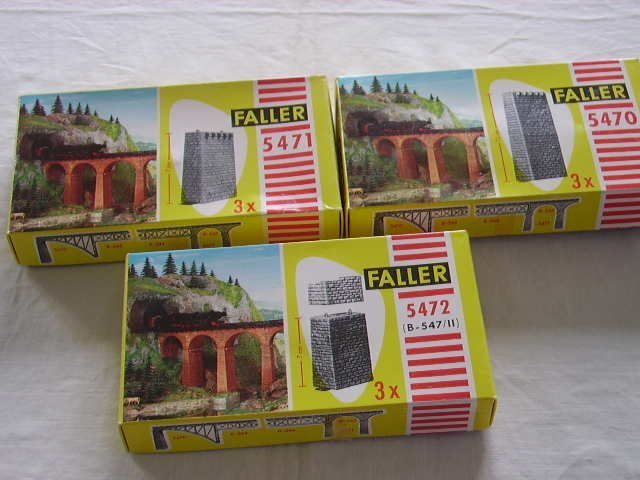 FALLER
5471
3x
FALLER
5470
3x
FALLER
5472
(B-547/II)
3x